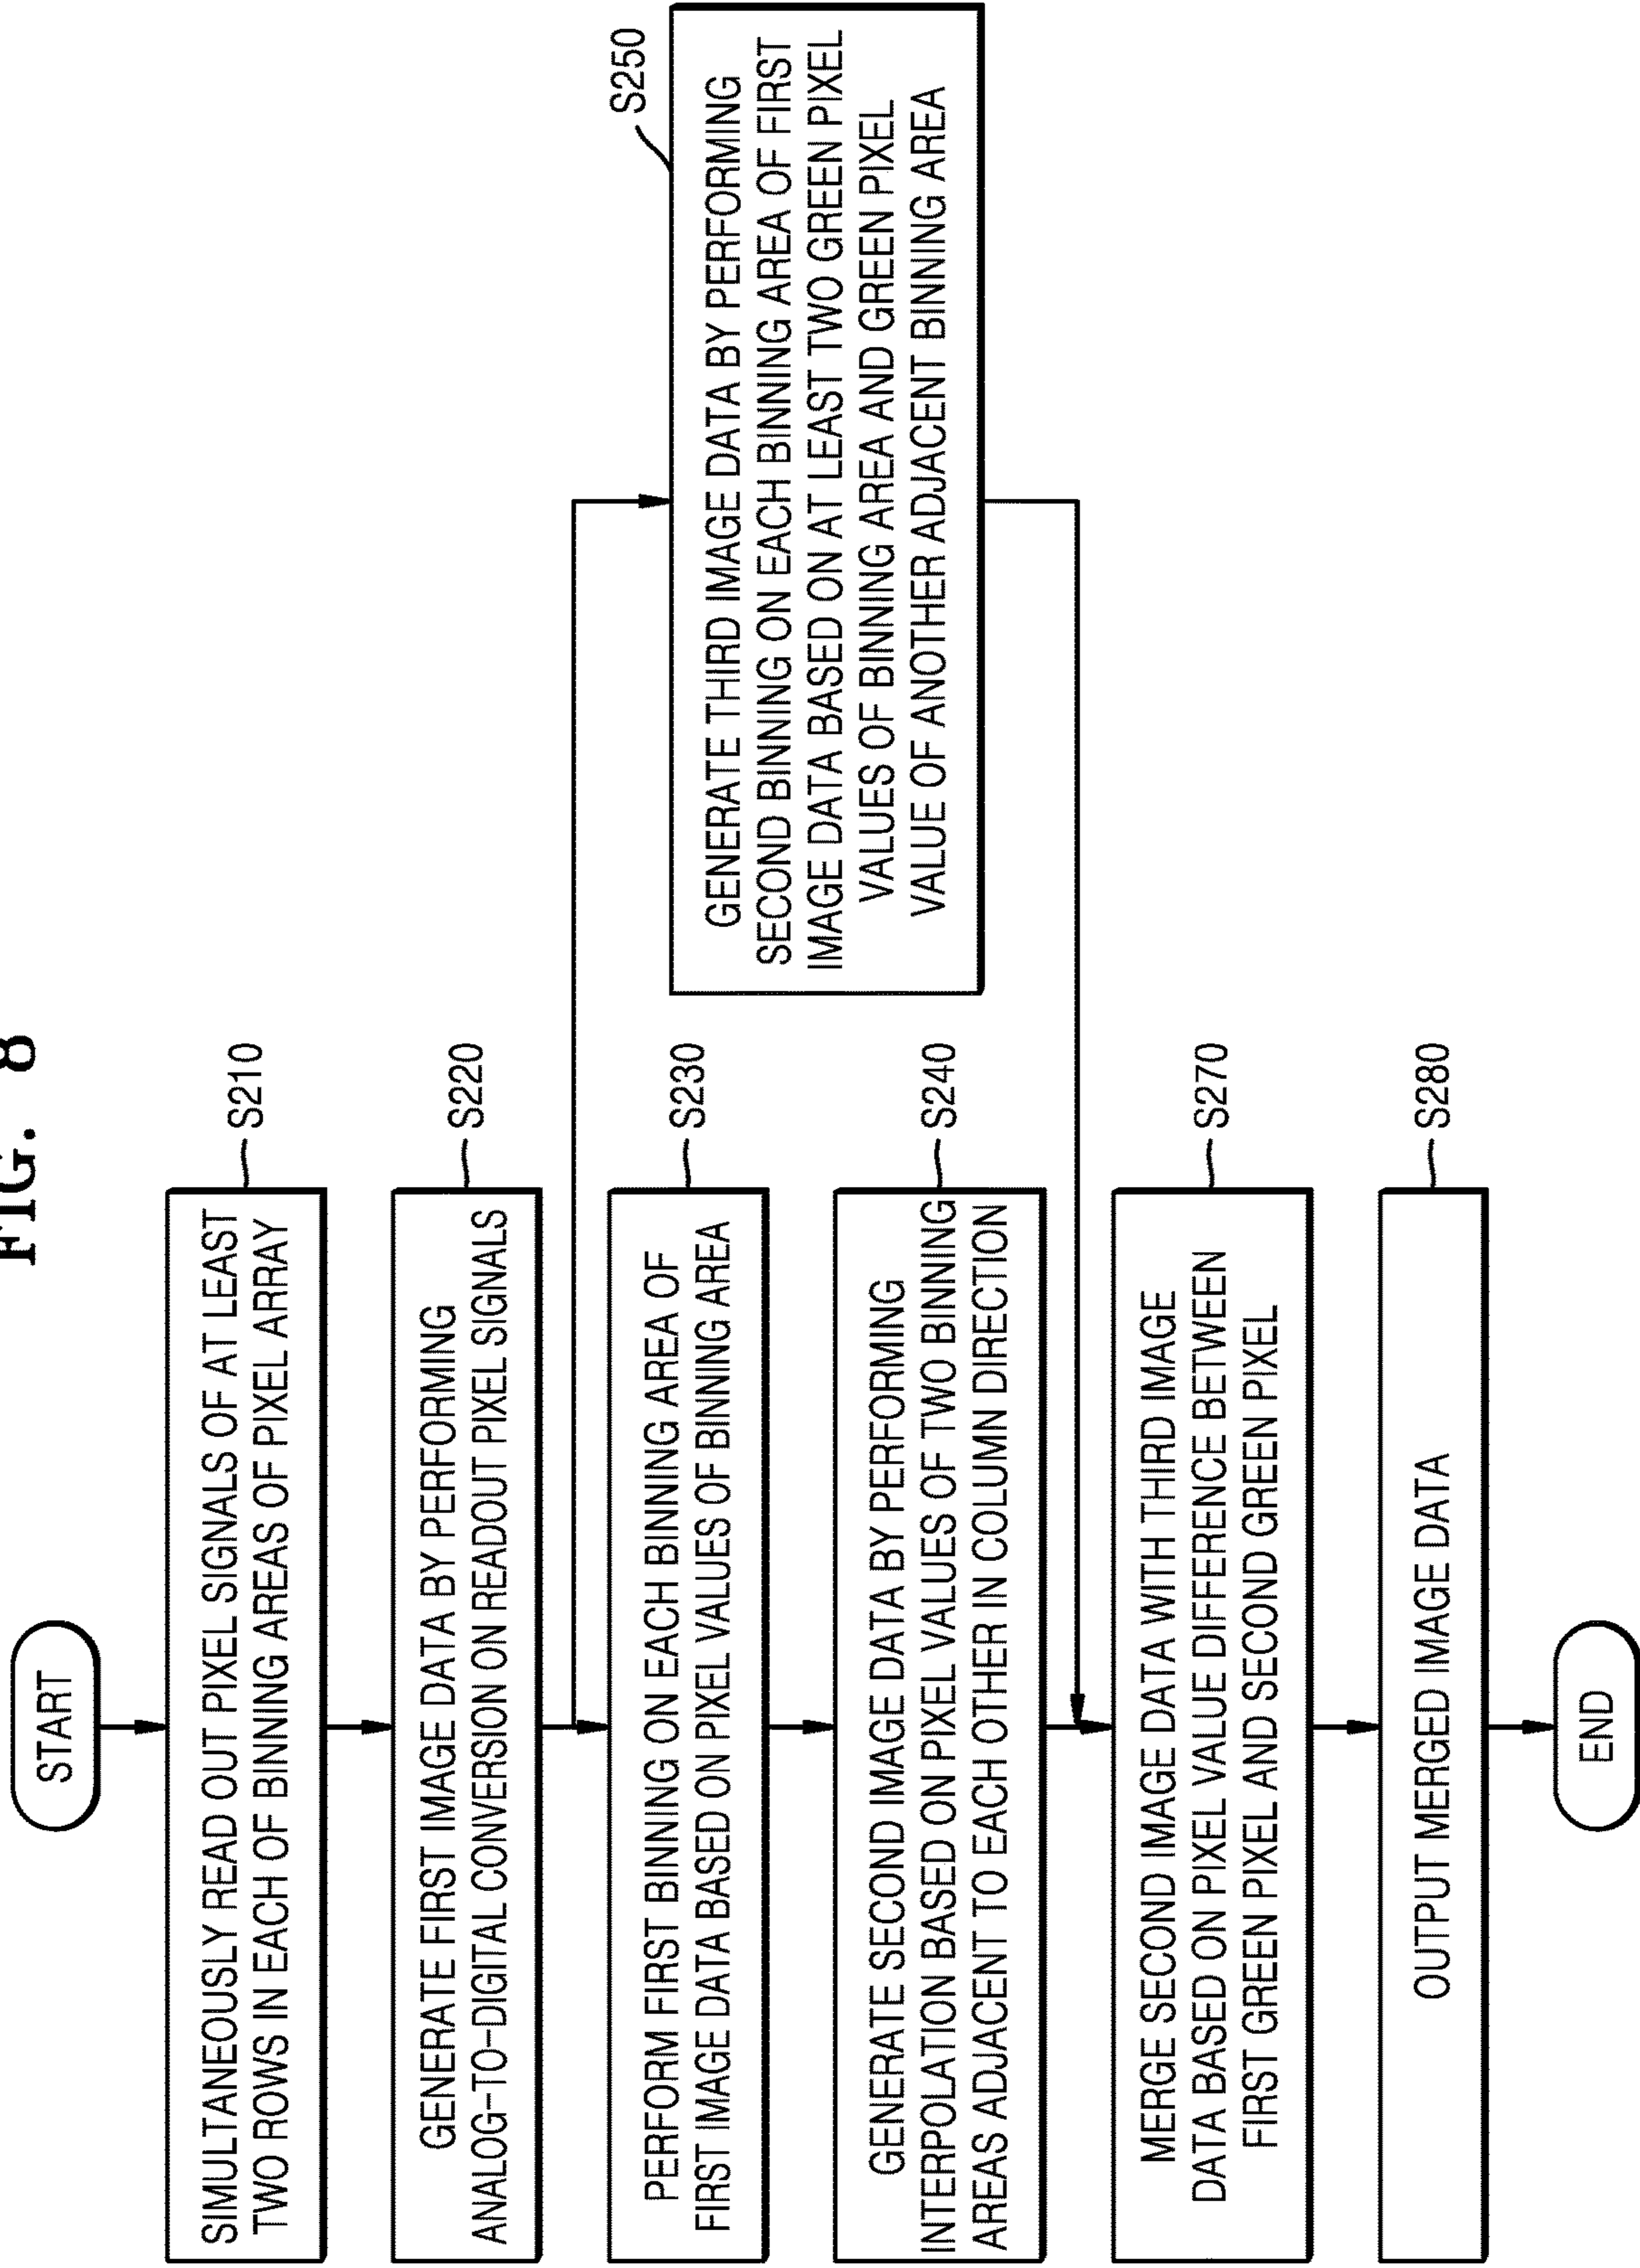 FIG. 8
START
SIMULTANEOUSLY READ OUT PIXEL SIGNALS OF AT LEAST
TWO ROWS IN EACH OF BINNING AREAS OF PIXEL ARRAY
S210
GENERATE FIRST IMAGE DATA BY PERFORMING
ANALOG-TO-DIGITAL CONVERSION ON READOUT PIXEL SIGNALS
S220
PERFORM FIRST BINNING ON EACH BINNING AREA OF
FIRST IMAGE DATA BASED ON PIXEL VALUES OF BINNING AREA
S230
GENERATE SECOND IMAGE DATA BY PERFORMING
INTERPOLATION BASED ON PIXEL VALUES OF TWO BINNING
AREAS ADJACENT TO EACH OTHER IN COLUMN DIRECTION
S240
S250
GENERATE THIRD IMAGE DATA BY PERFORMING
SECOND BINNING ON EACH BINNING AREA OF FIRST
IMAGE DATA BASED ON AT LEAST TWO GREEN PIXEL
VALUES OF BINNING AREA AND GREEN PIXEL
VALUE OF ANOTHER ADJACENT BINNING AREA
MERGE SECOND IMAGE DATA WITH THIRD IMAGE
DATA BASED ON PIXEL VALUE DIFFERENCE BETWEEN
FIRST GREEN PIXEL AND SECOND GREEN PIXEL
S270
OUTPUT MERGED IMAGE DATA
S280
END